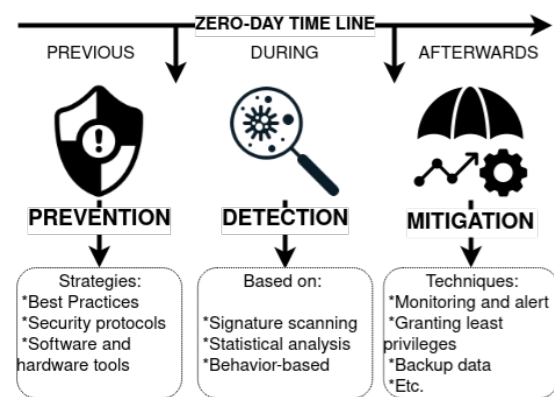 ZERO-DAY TIME LINE
PREVIOUS
DURING
AFTERWARDS
PREVENTION
DETECTION
MITIGATION
Strategies:
*Best Practices
*Security protocols
*Software and
hardware tools
Based on:
*Signature scanning
*Statistical analysis
*Behavior-based
Techniques:
*Monitoring and alert
*Granting least
privileges
*Backup data
*Etc.